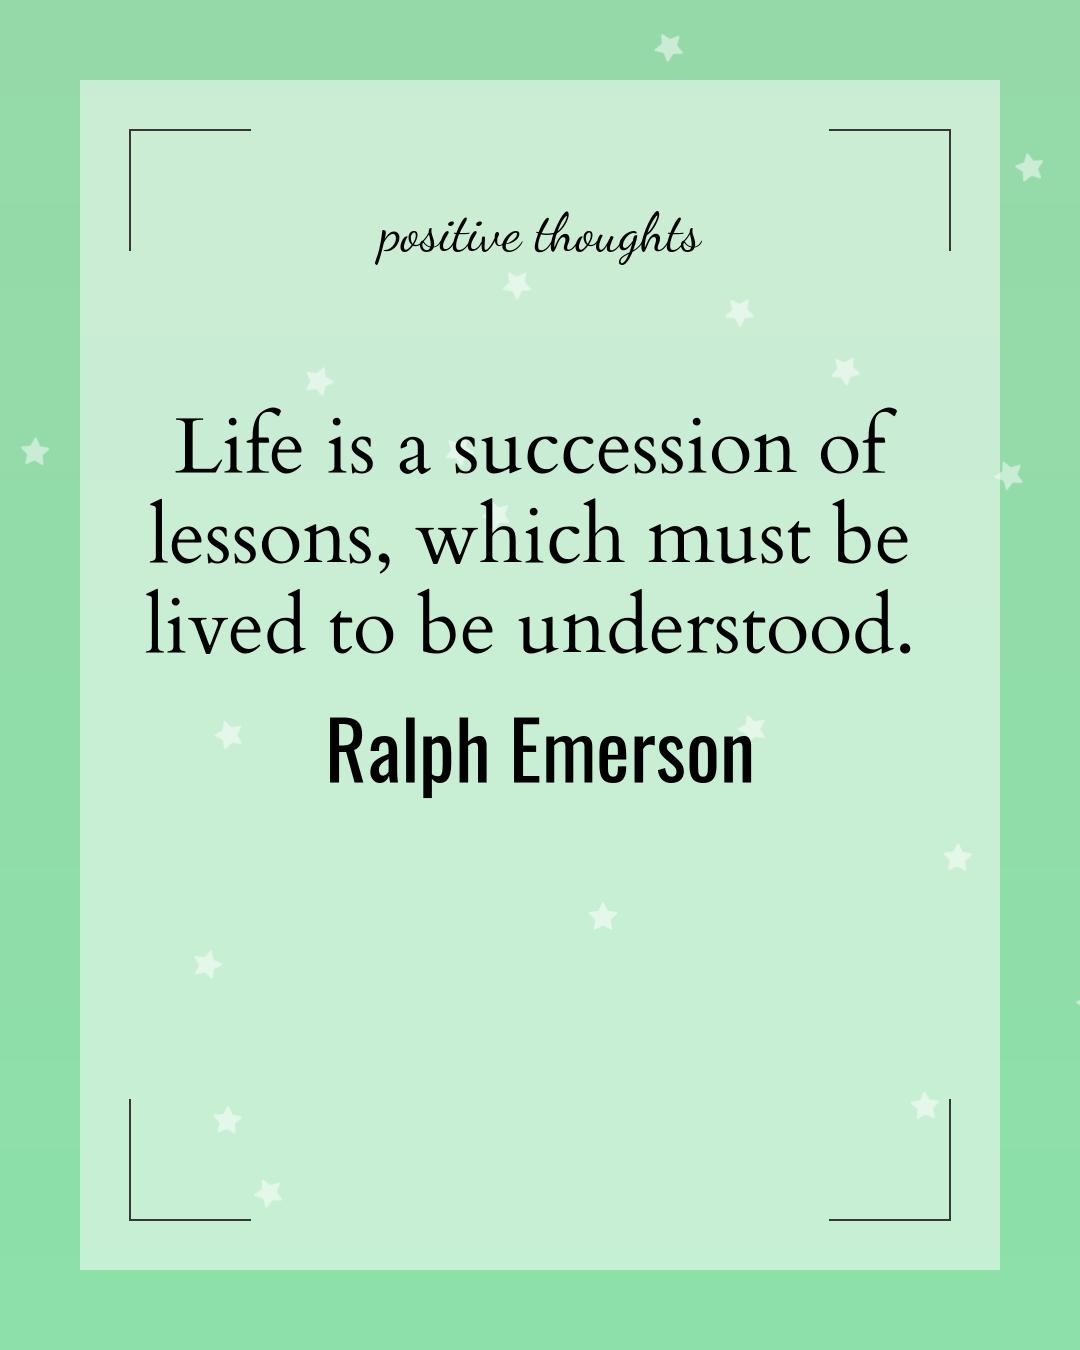 positive thoughts
Life is a succession of
lessons, which must be
lived to be understood.
Ralph Emerson